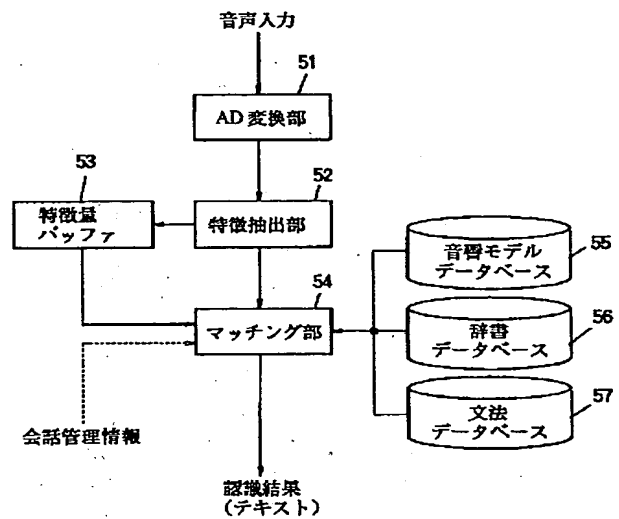 音声入力
51
AD変換部
53
52
特徴量
バッファ
特徴抽出部
54
マッチング部
音響モデル
データベース
55
辞書
データベース
56
文法
データベース
57
会話管理情報
認識結果
(テキスト)